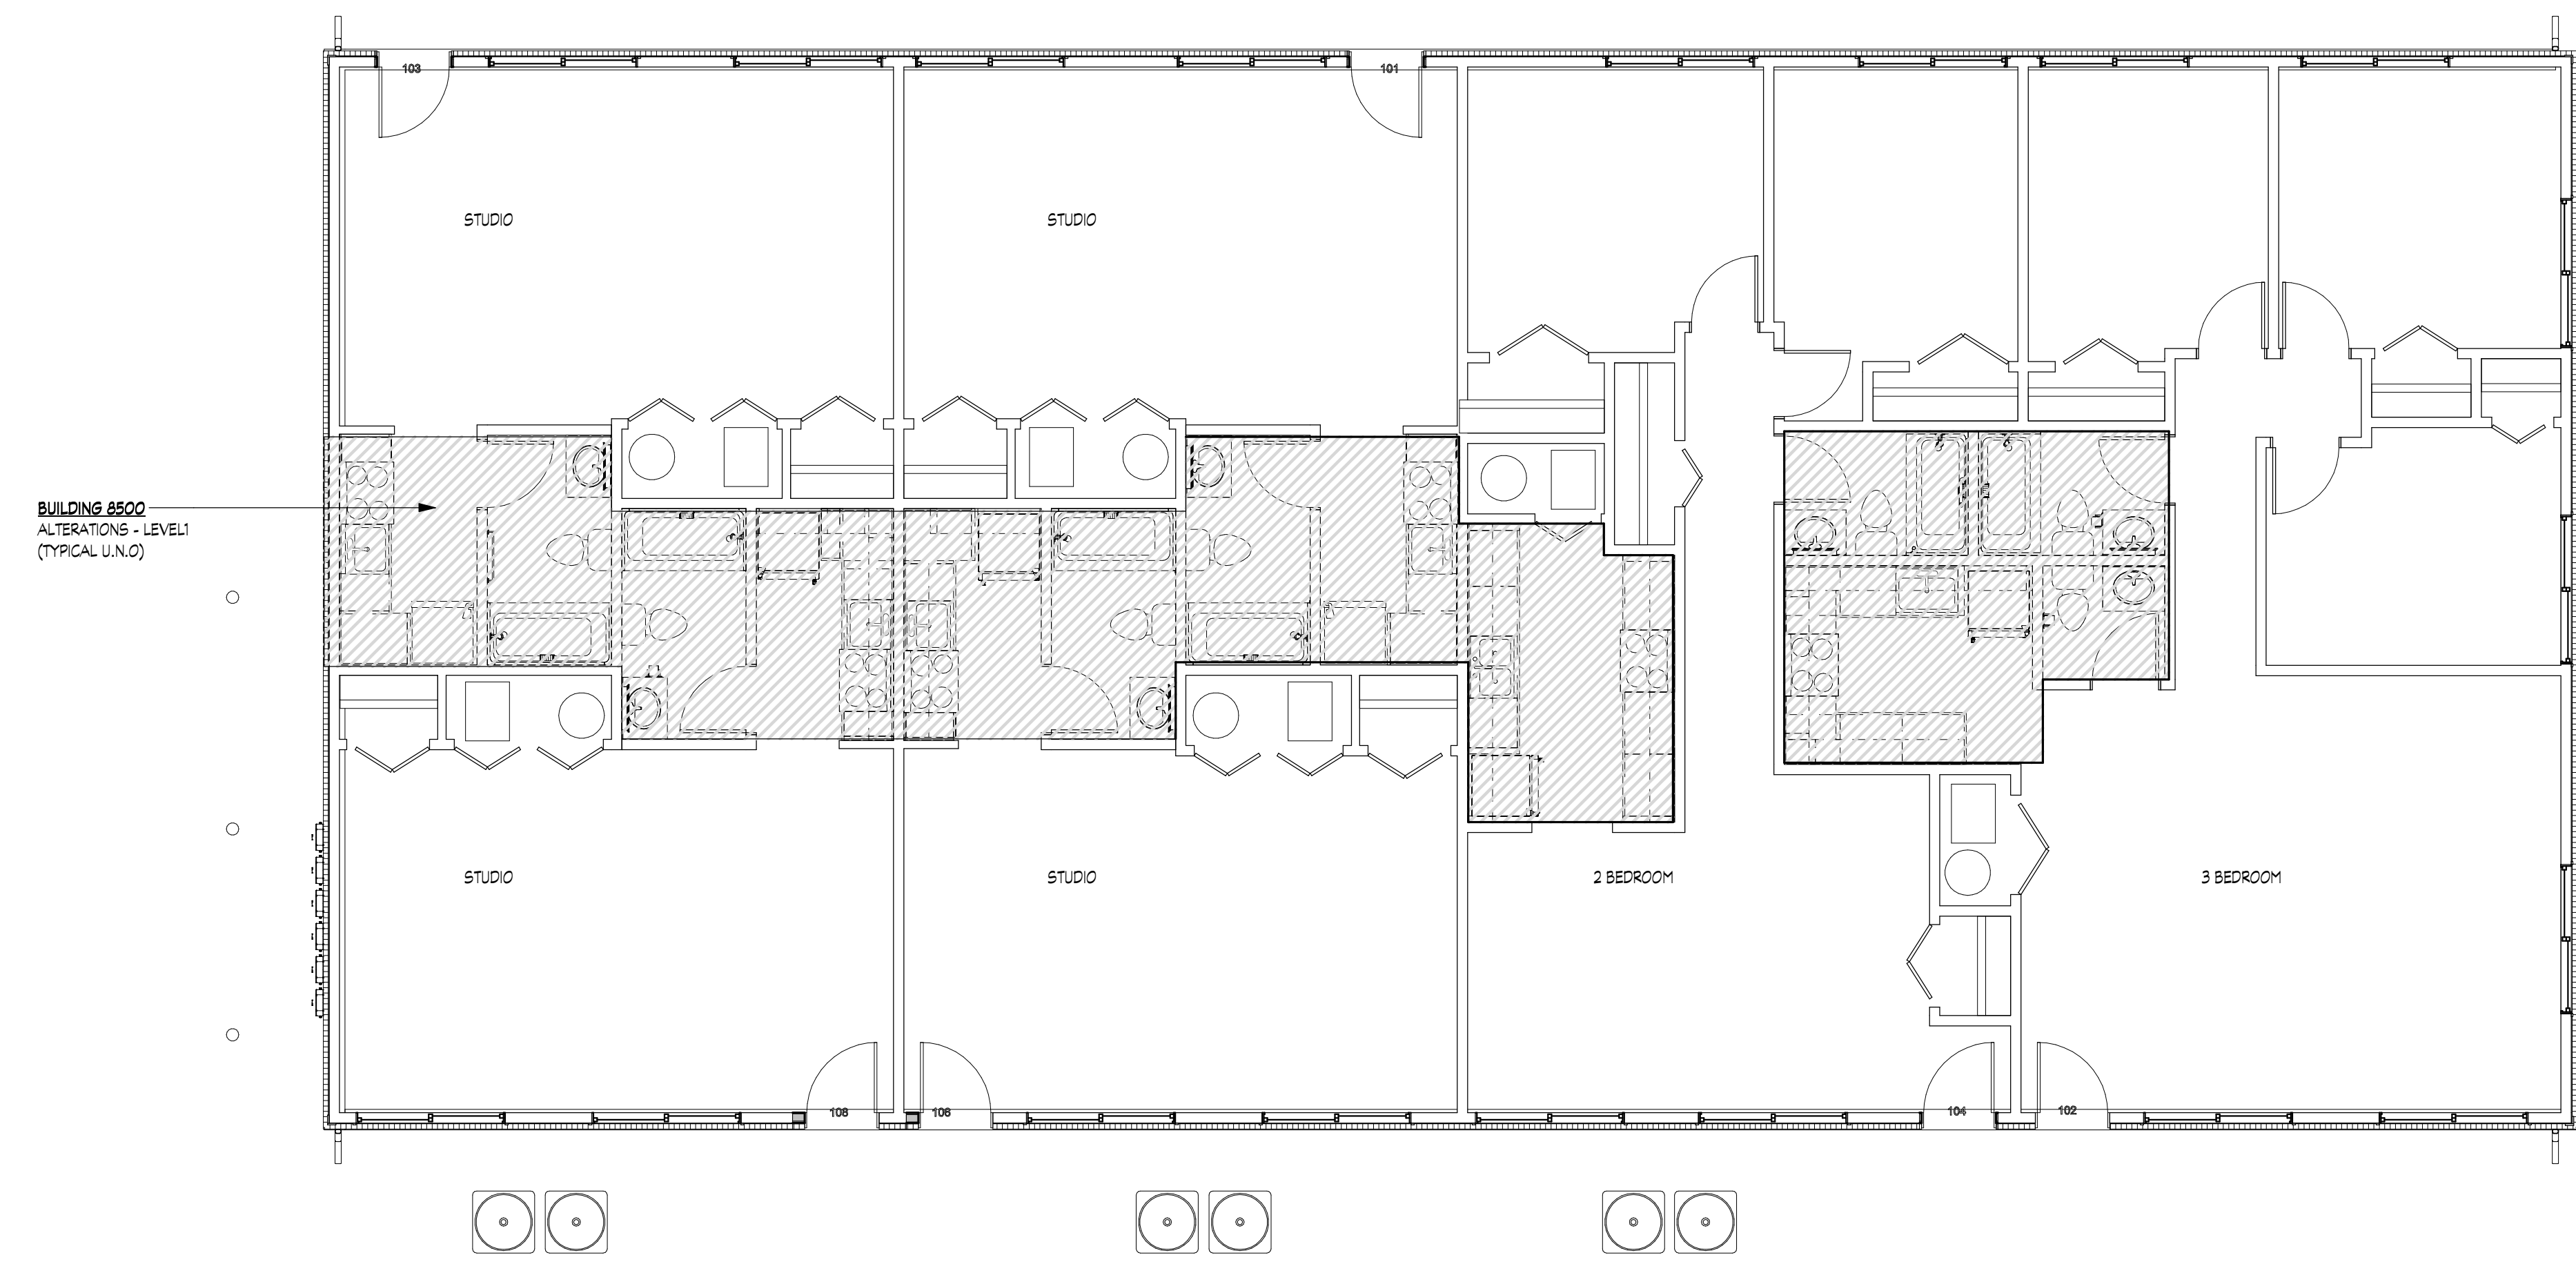 103
101
STUDIO
STUDIO
BUILDING 8500
ALTERATIONS - LEVEL1
(TYPICAL U.N.O)
STUDIO
STUDIO
2 BEDROOM
3 BEDROOM
108
106
104
102